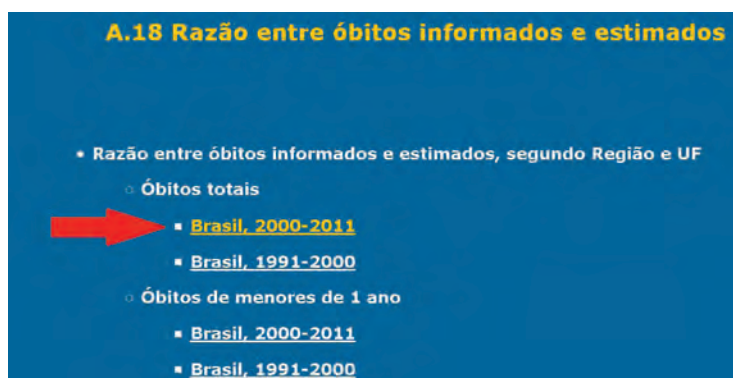 A.18 Razão entre óbitos informados e estimados
• Razão entre óbitos informados e estimados, segundo Região e UF
○ Óbitos totais
▪ Brasil, 2000-2011
▪ Brasil, 1991-2000
○ Óbitos de menores de 1 ano
▪ Brasil, 2000-2011
▪ Brasil, 1991-2000